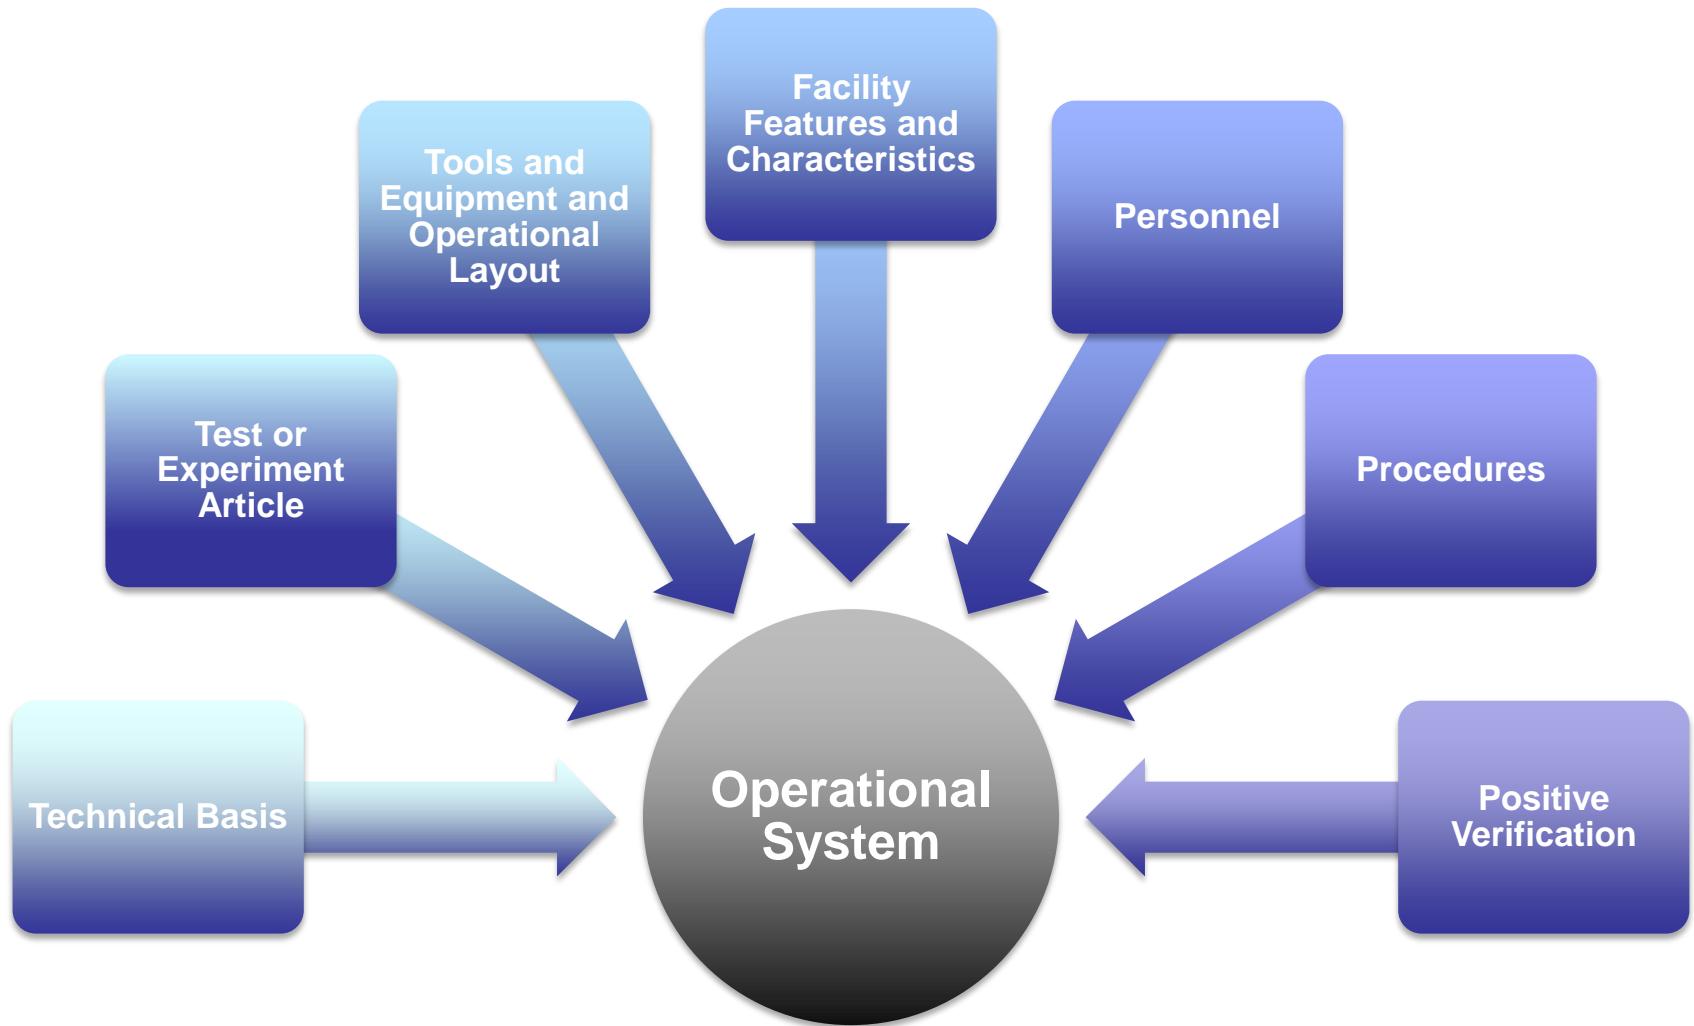 Facility
Features and
Characteristics
Tools and
Equipment and
Operational
Layout
Personnel
Test or
Experiment
Article
Procedures
Technical Basis
Operational
System
Positive
Verification